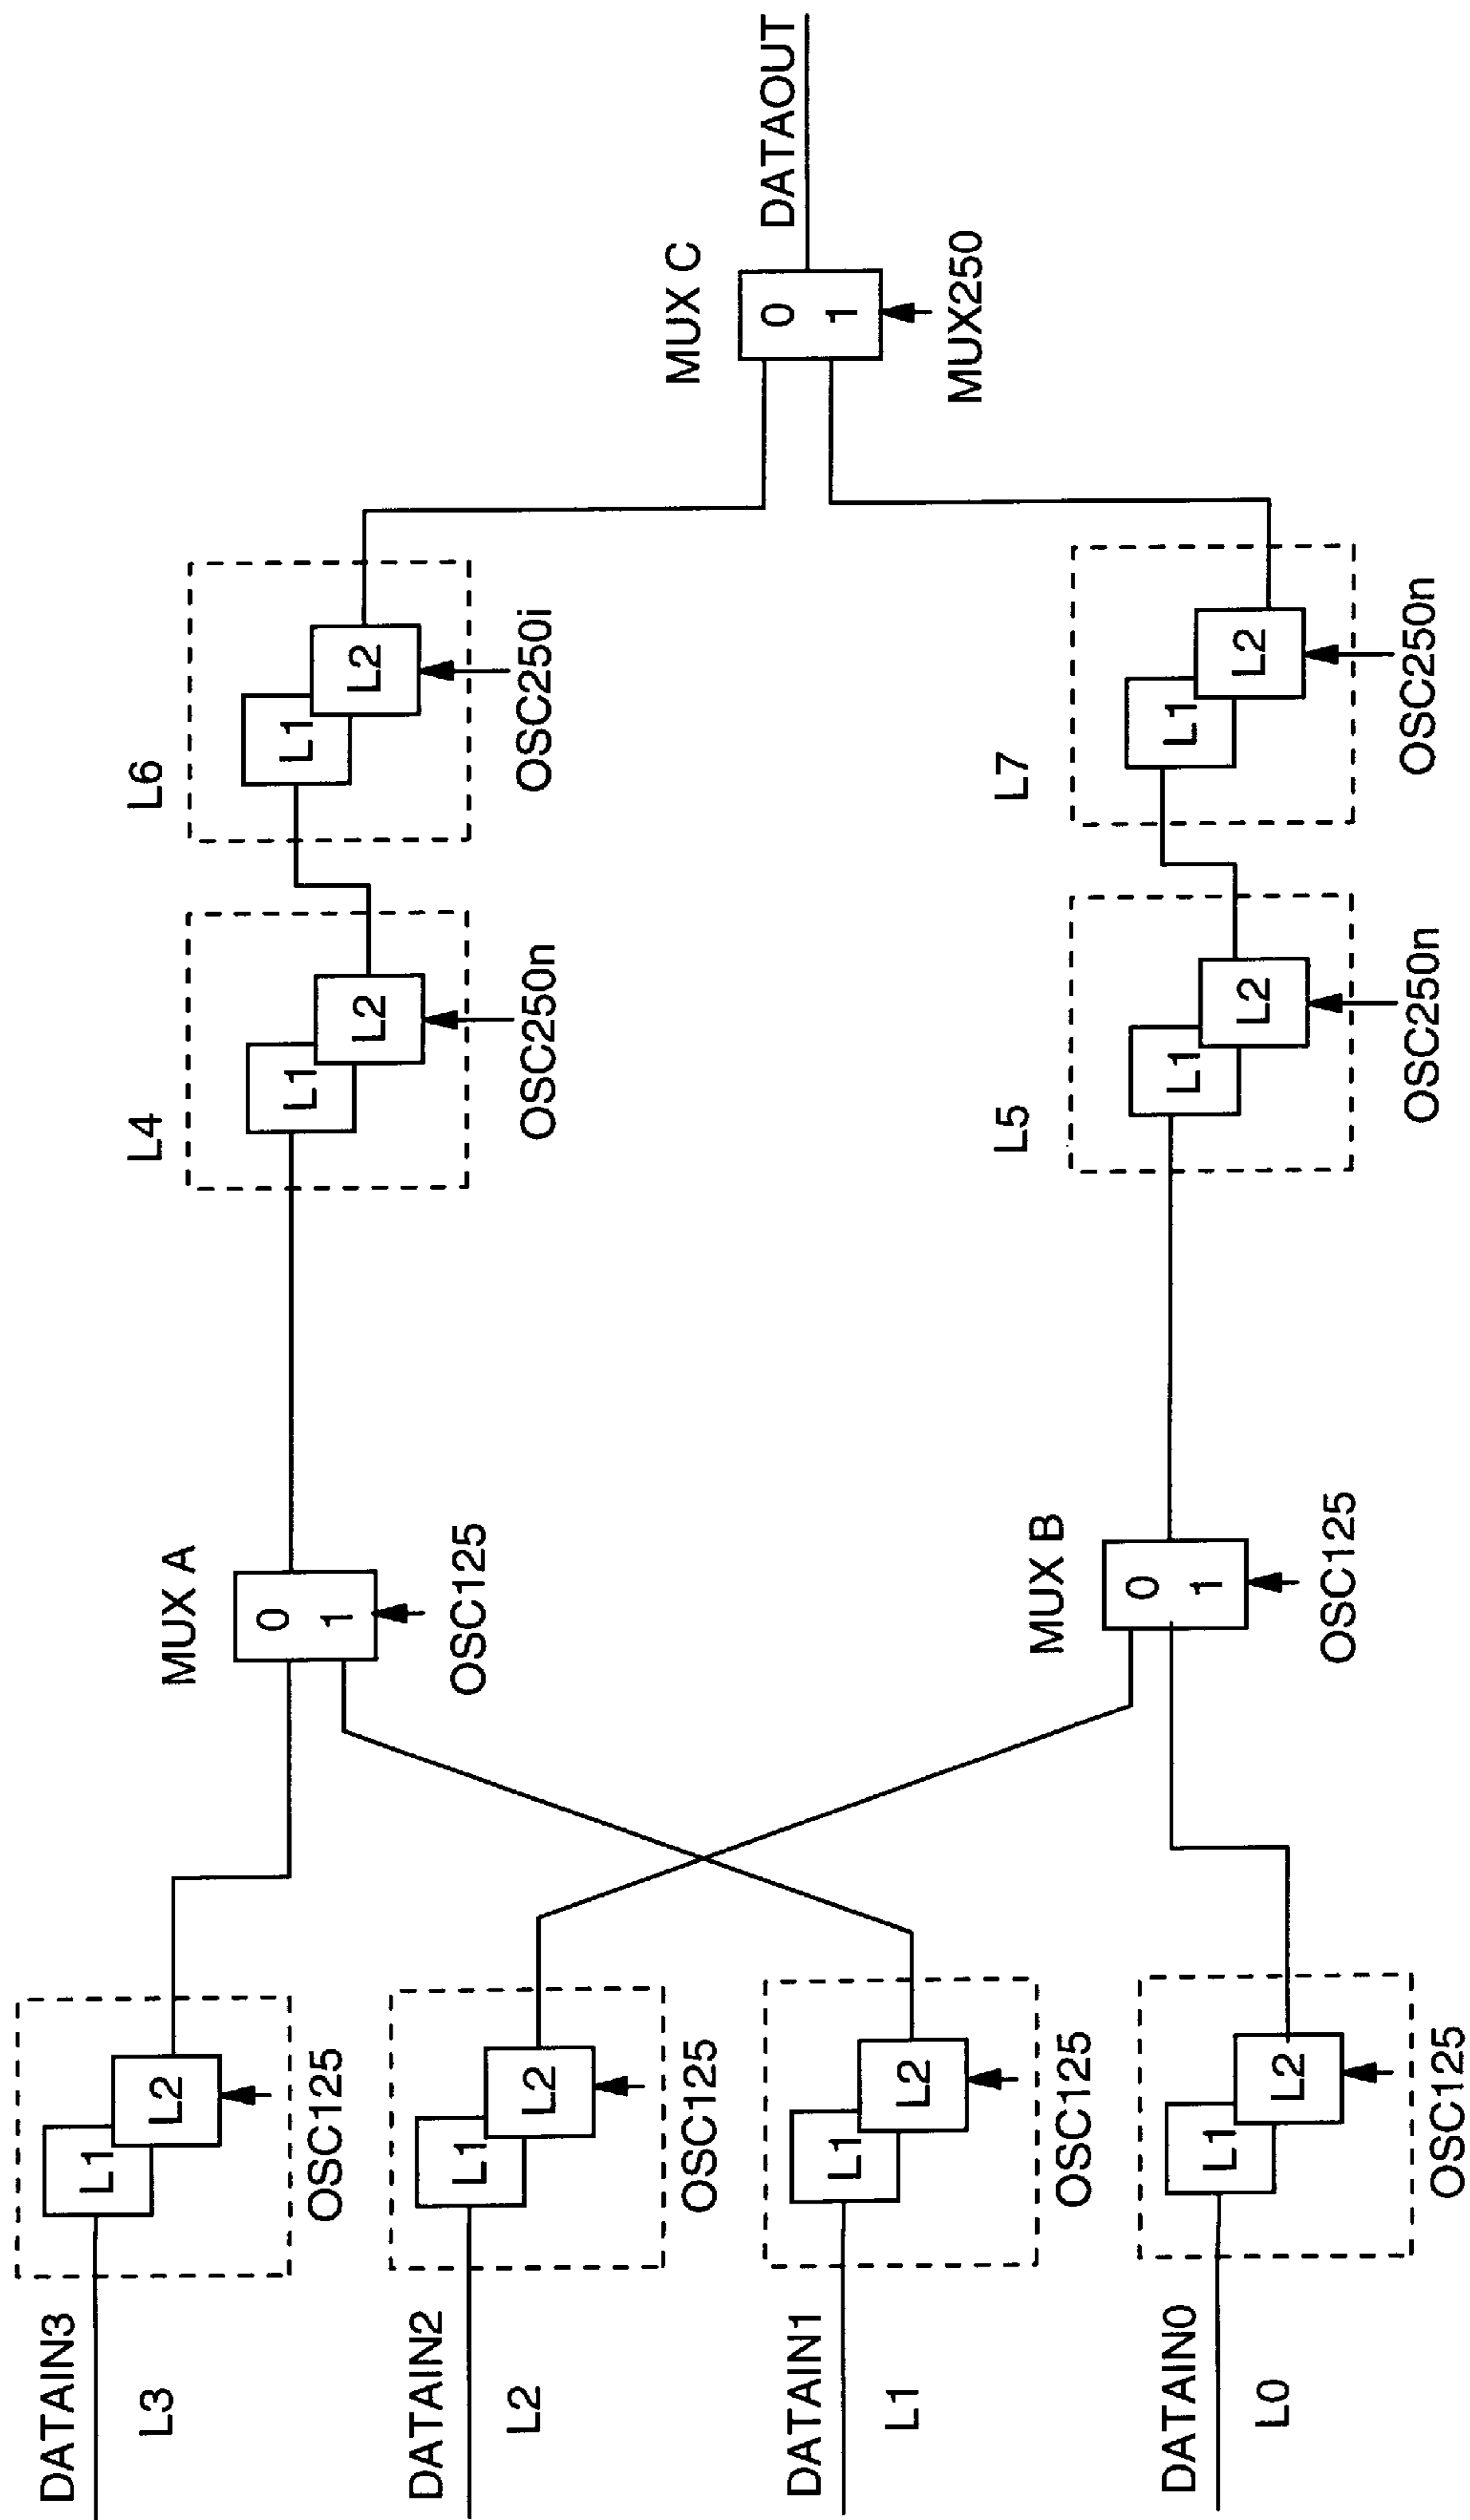 DATAIN3
L3
L1
L2
OSC125
DATAIN2
L2
L1
L2
OSC125
DATAIN1
L1
L1
L2
OSC125
DATAIN0
L0
L1
L2
OSC125
MUX A
0
1
OSC125
MUX B
0
1
OSC125
L4
L1
L2
OSC250n
L5
L1
L2
OSC250n
L6
L1
L2
OSC250i
L7
L1
L2
OSC250n
MUX C
0
1
MUX250
DATAOUT